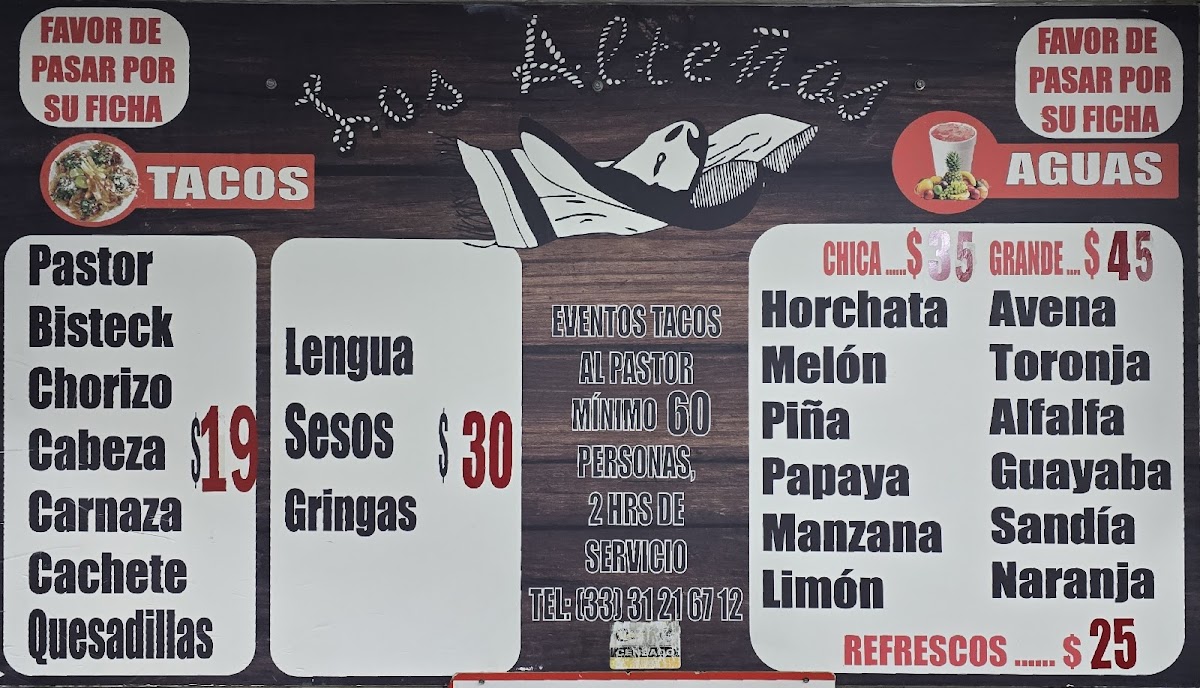 FAVOR DE
PASAR POR
SU FICHA
Los Alteñas
FAVOR DE
PASAR POR
SU FICHA
TACOS
AGUAS
Pastor
Bisteck
Chorizo
Cabeza
Carnaza
Cachete
Quesadillas
$19
Lengua
Sesos
Gringas
$ 30
EVENTOS TACOS
AL PASTOR
MÍNIMO 60
PERSONAS,
2 HRS DE
SERVICIO
TEL: (33) 31 21 67 12
CENSADO
CHICA ......$ 35 GRANDE.... $ 45
Horchata Avena
Melón Toronja
Piña Alfalfa
Papaya Guayaba
Manzana Sandía
Limón Naranja
REFRESCOS ...... $ 25